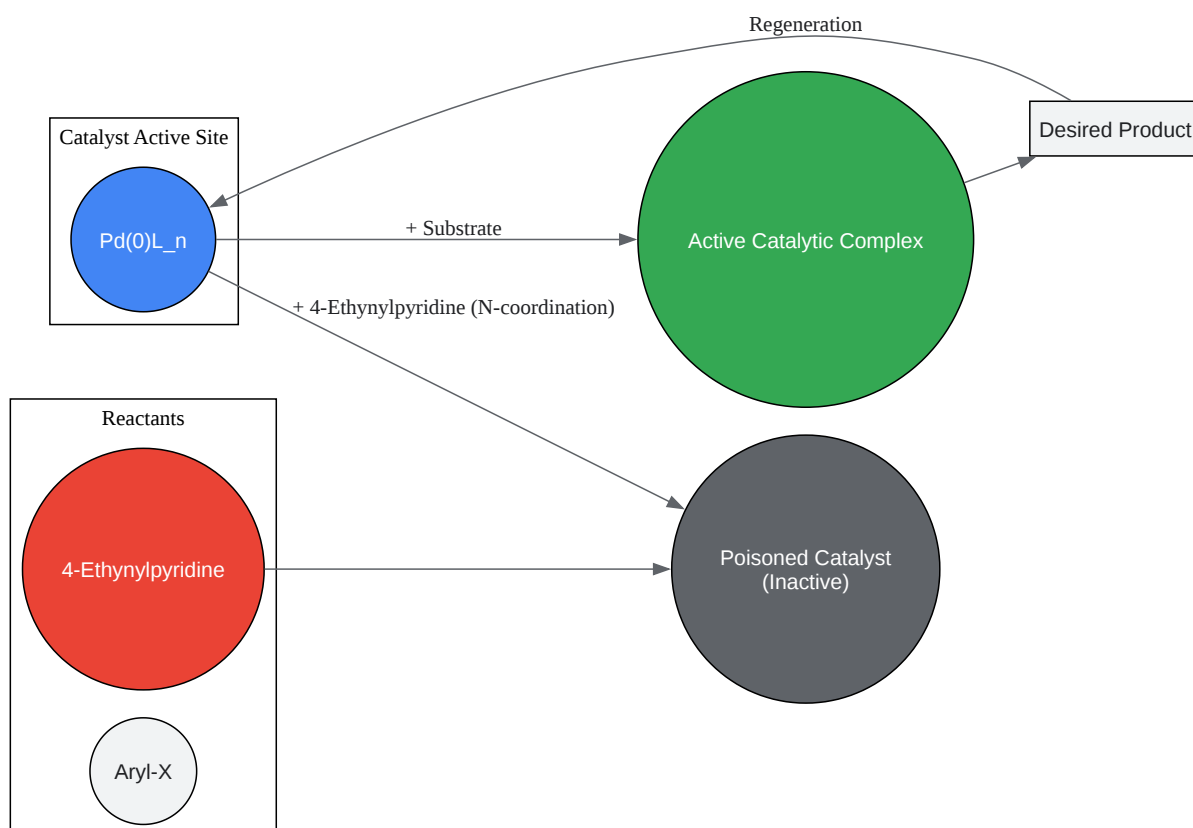 Regeneration
Catalyst Active Site
Desired Product
Pd(0)L_n
+ Substrate
Active Catalytic Complex
+ 4-Ethynylpyridine (N-coordination)
Reactants
4-Ethynylpyridine
Poisoned Catalyst
(Inactive)
Aryl-X